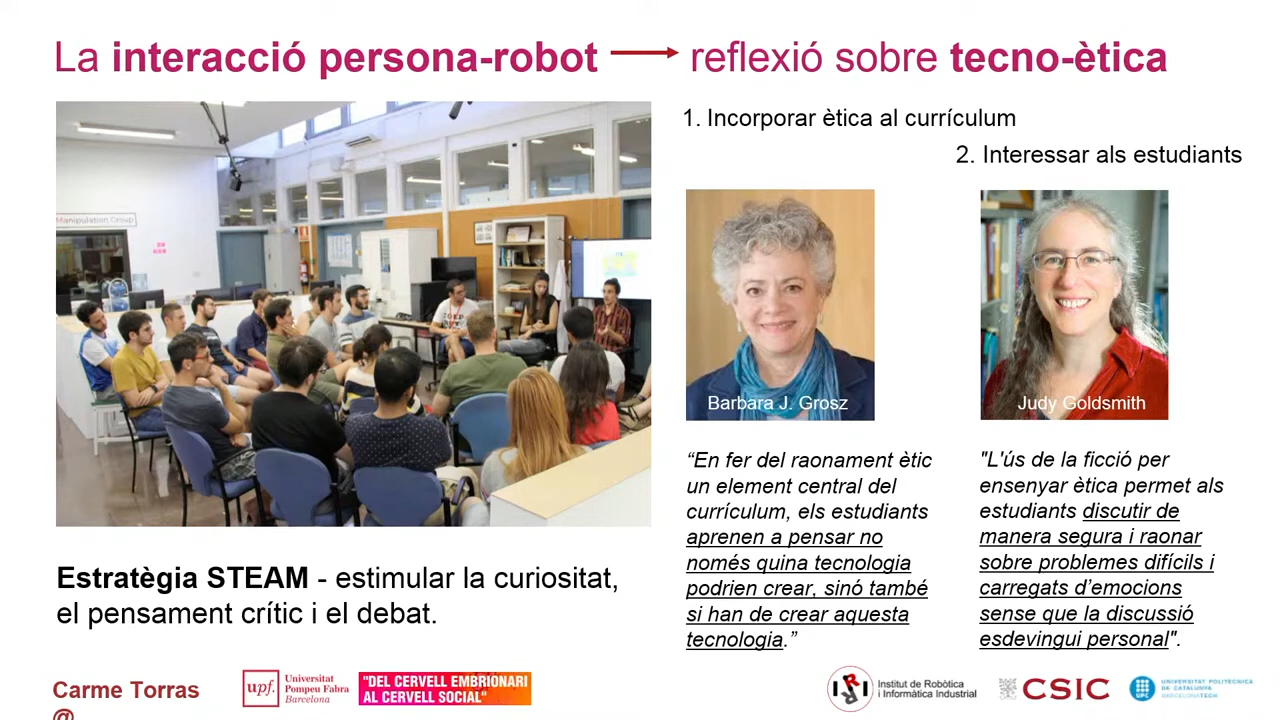 La interacció persona-robot → reflexió sobre tecno-ètica
1. Incorporar ètica al currículum
2. Interessar als estudiants
Manipulation Group
Barbara J. Grosz
Judy Goldsmith
“En fer del raonament ètic
un element central del
currículum, els estudiants
aprenen a pensar no
només quina tecnologia
podrien crear, sinó també
si han de crear aquesta
tecnologia.”
"L'ús de la ficció per
ensenyar ètica permet als
estudiants discutir de
manera segura i raonar
sobre problemes difícils i
carregats d’emocions
sense que la discussió
esdevingui personal".
Estratègia STEAM - estimular la curiositat,
el pensament crític i el debat.
Carme Torras
@
upf.
Universitat
Pompeu Fabra
Barcelona
"DEL CERVELL EMBRIONARI
AL CERVELL SOCIAL"
IRI
Institut de Robòtica
i Informàtica Industrial
CSIC
UPC
UNIVERSITAT POLITÈCNICA
DE CATALUNYA
BARCELONATECH